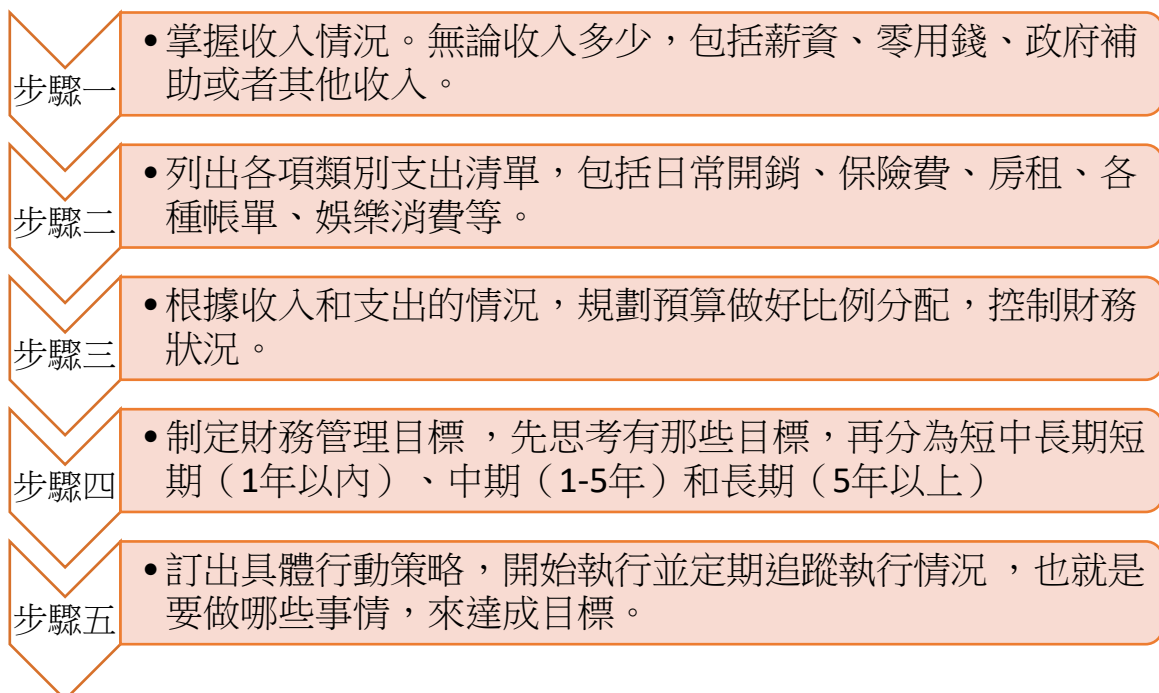 步驟一
•掌握收入情況。無論收入多少，包括薪資、零用錢、政府補
助或者其他收入。
步驟二
•列出各項類別支出清單，包括日常開銷、保險費、房租、各
種帳單、娛樂消費等。
步驟三
•根據收入和支出的情況，規劃預算做好比例分配，控制財務
狀況。
步驟四
•制定財務管理目標 ，先思考有那些目標，再分為短中長期短
期（1年以內）、中期（1-5年）和長期（5年以上）
步驟五
•訂出具體行動策略，開始執行並定期追蹤執行情況 ，也就是
要做哪些事情，來達成目標。